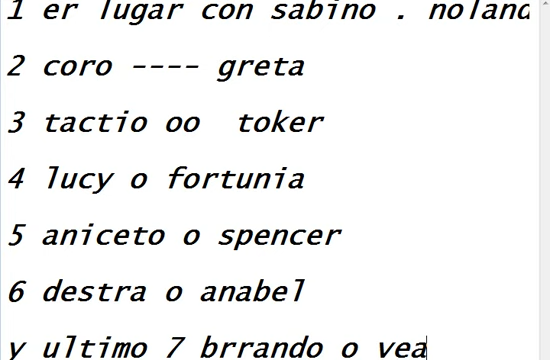 1 er lugar con sabino . noland
2 coro ---- greta
3 tactio oo  toker
4 lucy o fortunia
5 aniceto o spencer
6 destra o anabel
y ultimo 7 brrando o vea